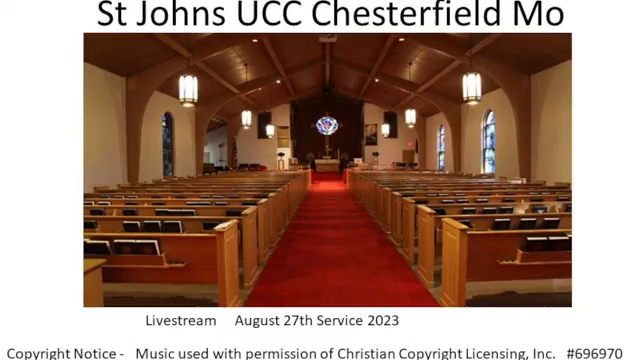 St Johns UCC Chesterfield Mo
Livestream August 27th Service 2023
Copyright Notice - Music used with permission of Christian Copyright Licensing, Inc. #696970